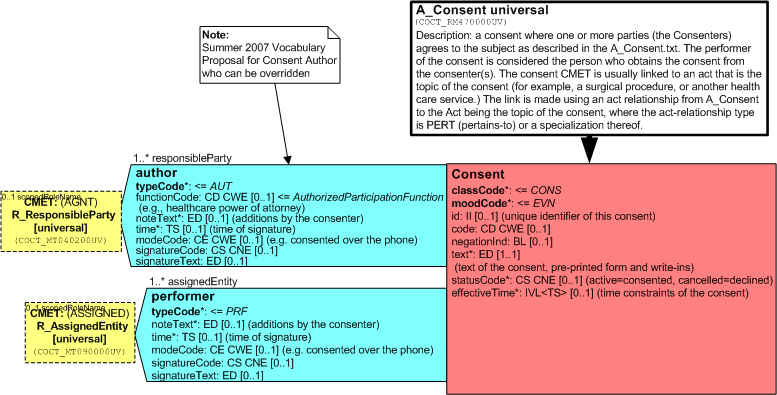 A_Consent universal
(COCT_RM470000UV)
Description: a consent where one or more parties (the Consenters)
agrees to the subject as described in the A_Consent.txt. The performer
of the consent is considered the person who obtains the consent from
the consenter(s). The consent CMET is usually linked to an act that is the
topic of the consent (for example, a surgical procedure, or another health
care service.) The link is made using an act relationship from A_Consent
to the Act being the topic of the consent, where the act-relationship type
is PERT (pertains-to) or a specialization thereof.
Note:
Summer 2007 Vocabulary
Proposal for Consent Author
who can be overridden
1..* responsibleParty
author
typeCode*: <= AUT
functionCode: CD CWE [0..1] <= AuthorizedParticipationFunction
(e.g., healthcare power of attorney)
noteText*: ED [0..1] (additions by the consenter)
time*: TS [0..1] (time of signature)
modeCode: CE CWE [0..1] (e.g. consented over the phone)
signatureCode: CS CNE [0..1]
signatureText: ED [0..1]
0..1 scopedRoleName
CMET: (AGNT)
R_ResponsibleParty
[universal]
(COCT_MT040200UV)
1..* assignedEntity
performer
typeCode*: <= PRF
noteText*: ED [0..1] (additions by the consenter)
time*: TS [0..1] (time of signature)
modeCode: CE CWE [0..1] (e.g. consented over the phone)
signatureCode: CS CNE [0..1]
signatureText: ED [0..1]
0..1 scopedRoleName
CMET: (ASSIGNED)
R_AssignedEntity
[universal]
(COCT_MT090000UV)
Consent
classCode*: <= CONS
moodCode*: <= EVN
id: II [0..1] (unique identifier of this consent)
code: CD CWE [0..1]
negationInd: BL [0..1]
text*: ED [1..1]
(text of the consent, pre-printed form and write-ins)
statusCode*: CS CNE [0..1] (active=consented, cancelled=declined)
effectiveTime*: IVL<TS> [0..1] (time constraints of the consent)